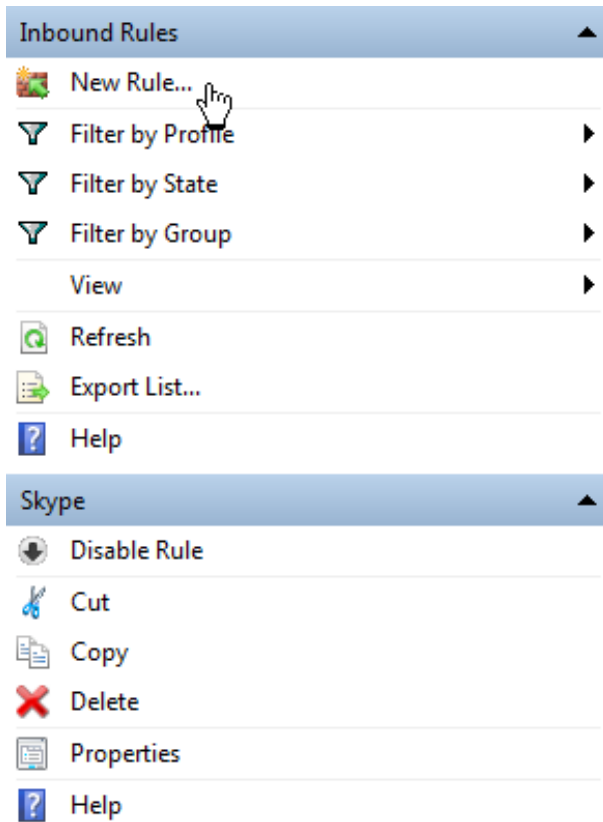 Inbound Rules
New Rule...
Filter by Profile
Filter by State
Filter by Group
View
Refresh
Export List...
Help
Skype
Disable Rule
Cut
Copy
Delete
Properties
Help